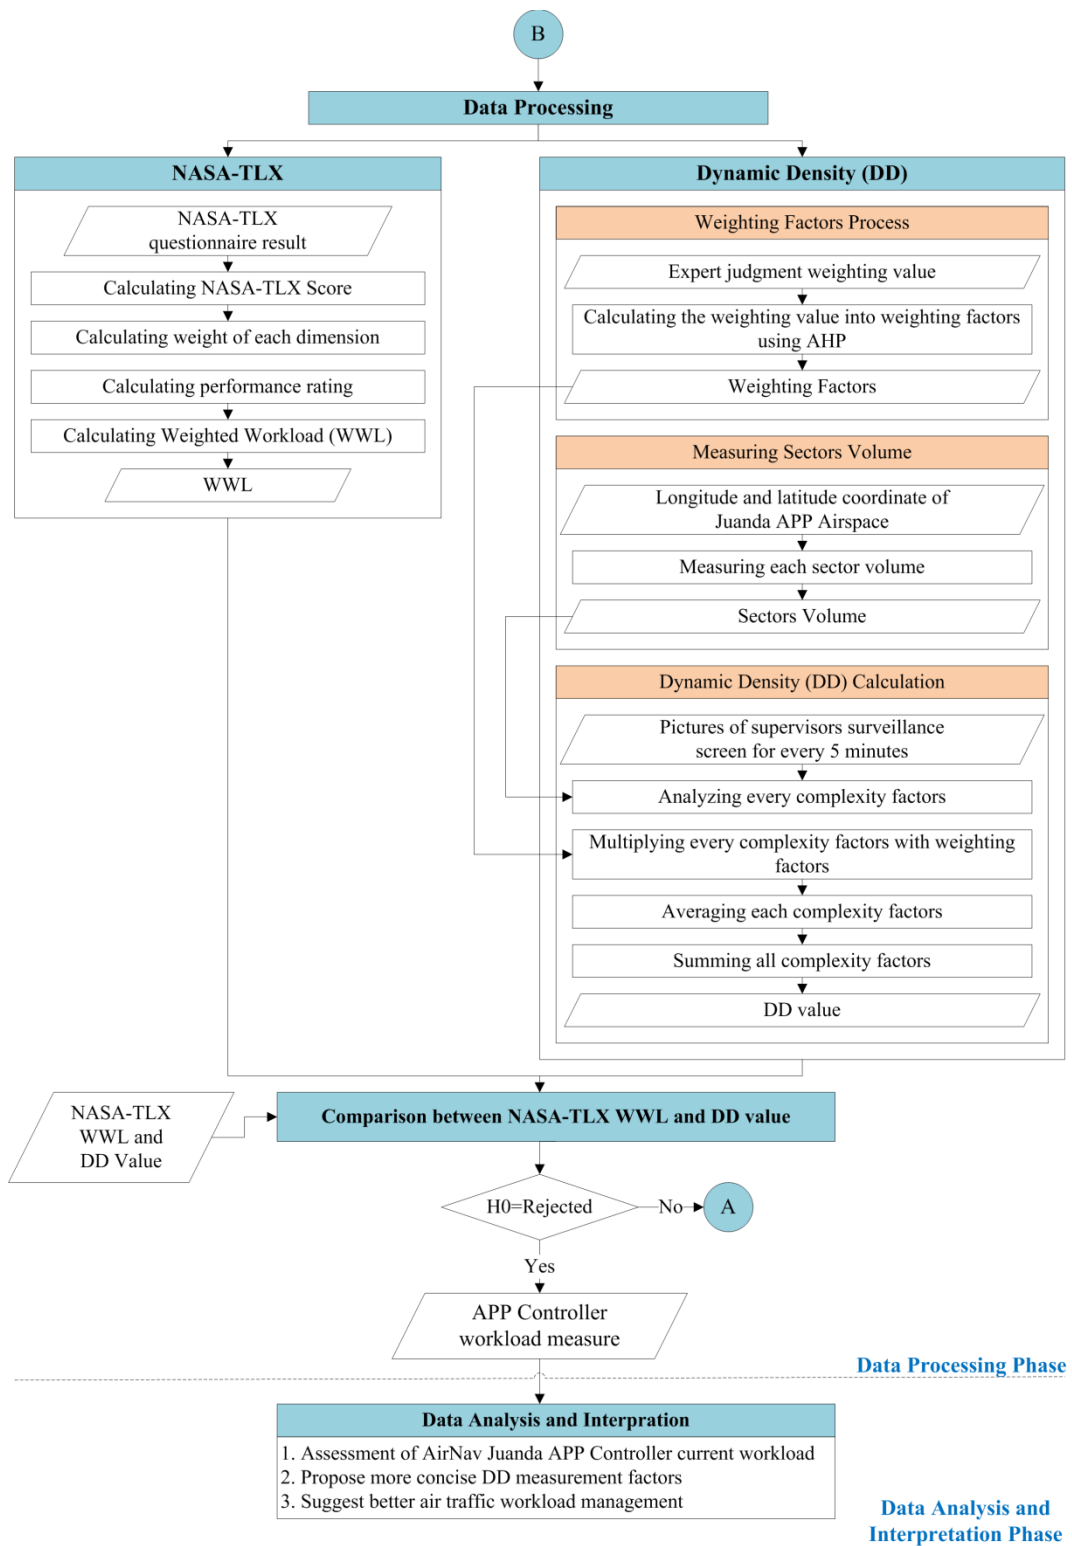 B
Data Processing
NASA-TLX
NASA-TLX
questionnaire result
Calculating NASA-TLX Score
Calculating weight of each dimension
Calculating performance rating
Calculating Weighted Workload (WWL)
WWL
Dynamic Density (DD)
Weighting Factors Process
Expert judgment weighting value
Calculating the weighting value into weighting factors
using AHP
Weighting Factors
Measuring Sectors Volume
Longitude and latitude coordinate of
Juanda APP Airspace
Measuring each sector volume
Sectors Volume
Dynamic Density (DD) Calculation
Pictures of supervisors surveillance
screen for every 5 minutes
Analyzing every complexity factors
Multiplying every complexity factors with weighting
factors
Averaging each complexity factors
Summing all complexity factors
DD value
NASA-TLX
WWL and
DD Value
Comparison between NASA-TLX WWL and DD value
H0=Rejected
No
A
Yes
APP Controller
workload measure
Data Processing Phase
Data Analysis and Interpration
1. Assessment of AirNav Juanda APP Controller current workload
2. Propose more concise DD measurement factors
3. Suggest better air traffic workload management
Data Analysis and
Interpretation Phase